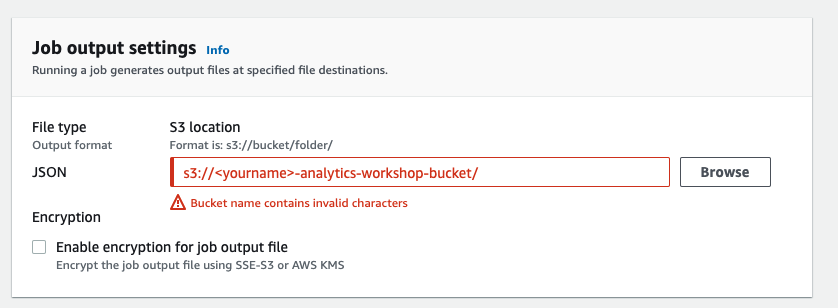 Job output settings Info
Running a job generates output files at specified file destinations.
File type
Output format
S3 location
Format is: s3://bucket/folder/
JSON
s3://<yourname>-analytics-workshop-bucket/
Browse
Bucket name contains invalid characters
Encryption
Enable encryption for job output file
Encrypt the job output file using SSE-S3 or AWS KMS